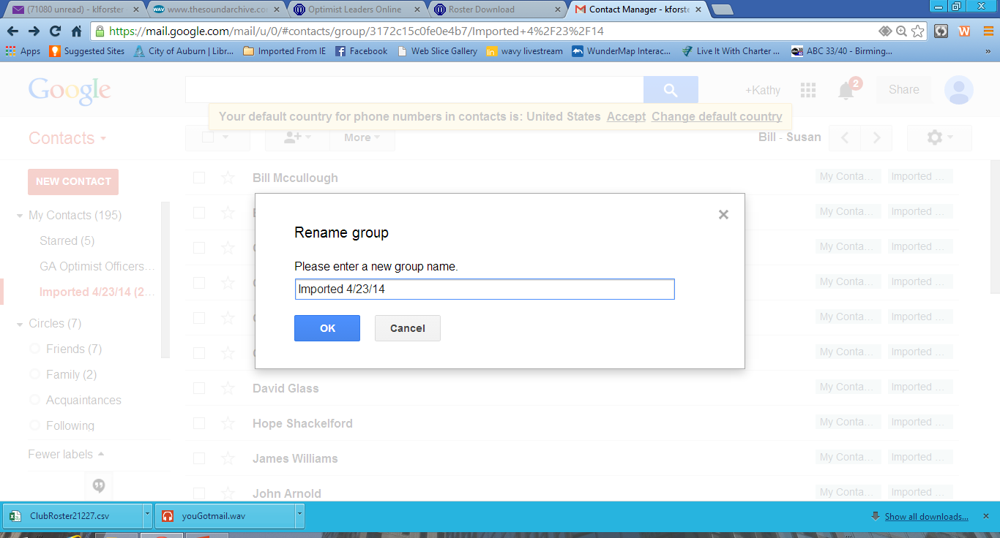 (71080 unread) - klforster
www.thesoundarchive.co
Optimist Leaders Online
Roster Download
Contact Manager - kforste
https://mail.google.com/mail/u/0/#contacts/group/3172c15c0fe0e4b7/Imported+4%2F23%2F14
Apps
Suggested Sites
City of Auburn | Libr...
Imported From IE
Facebook
Web Slice Gallery
wavy livestream
WunderMap Interac...
Live It With Charter ...
ABC 33/40 - Birming...
»
Google
+Kathy
2
Share
Your default country for phone numbers in contacts is: United States Accept Change default country
Contacts
More
Bill - Susan
NEW CONTACT
My Contacts (195)
Starred (5)
GA Optimist Officers...
Imported 4/23/14 (2...
Circles (7)
Friends (7)
Family (2)
Acquaintances
Following
Fewer labels
Bill Mccullough
My Conta... Imported ...
My Conta... Imported ...
My Conta... Imported ...
My Conta... Imported ...
My Conta... Imported ...
My Conta... Imported ...
David Glass
My Conta... Imported ...
Hope Shackelford
My Conta... Imported ...
James Williams
My Conta... Imported ...
John Arnold
My Conta... Imported ...
Rename group
Please enter a new group name.
Imported 4/23/14
OK
Cancel
ClubRoster21227.csv
youGotmail.wav
Show all downloads...